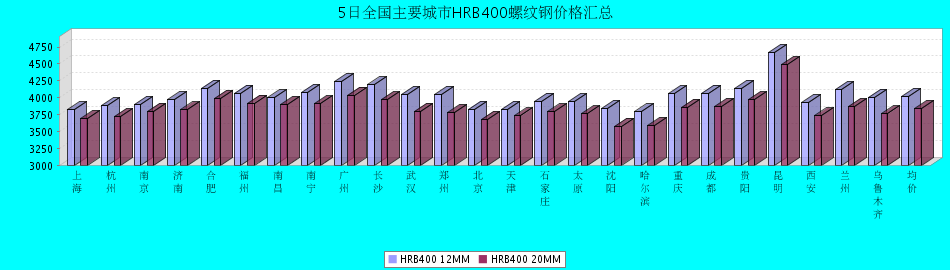 5日全国主要城市HRB400螺纹钢价格汇总
4750
4500
4250
4000
3750
3500
3250
3000
上海 杭州 南京 济南 合肥 福州 南昌 南宁 广州 长沙 武汉 郑州 北京 天津 石家庄 太原 沈阳 哈尔滨 重庆 成都 贵阳 昆明 西安 兰州 乌鲁木齐 均价
HRB400 12MM HRB400 20MM